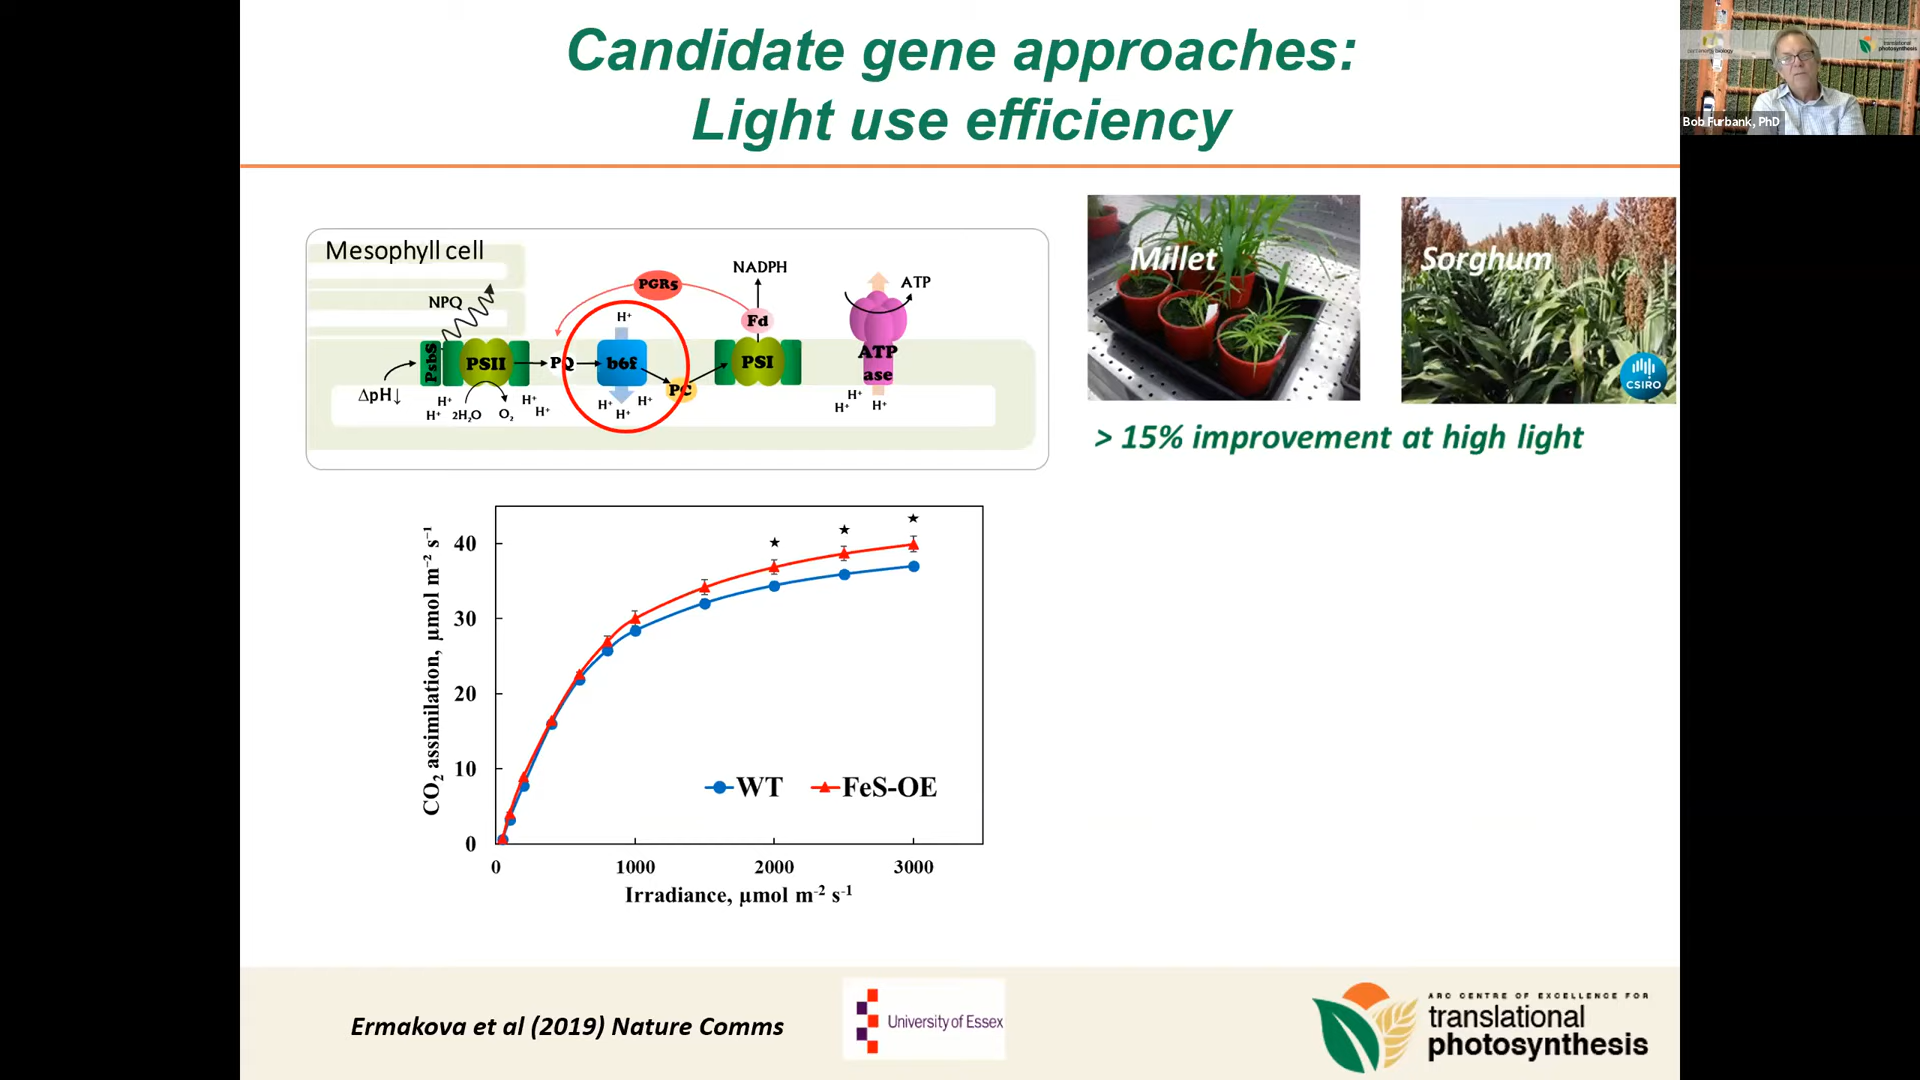 Candidate gene approaches:
Light use efficiency
Bob Furbank, PhD
translational
photosynthesis
Mesophyll cell
NPQ
PsbS
PSII
ΔpH↓
H⁺
H⁺
2H₂O
O₂
H⁺
H⁺
PQ
H⁺
b6f
H⁺
H⁺
H⁺
PGR5
PC
NADPH
Fd
PSI
ATP
ATP
ase
H⁺
H⁺
H⁺
Millet
Sorghum
CSIRO
> 15% improvement at high light
CO₂ assimilation, µmol m⁻² s⁻¹
40
30
20
10
0
0 1000 2000 3000
Irradiance, µmol m⁻² s⁻¹
WT FeS-OE
Ermakova et al (2019) Nature Comms
University of Essex
ARC CENTRE OF EXCELLENCE FOR
translational
photosynthesis